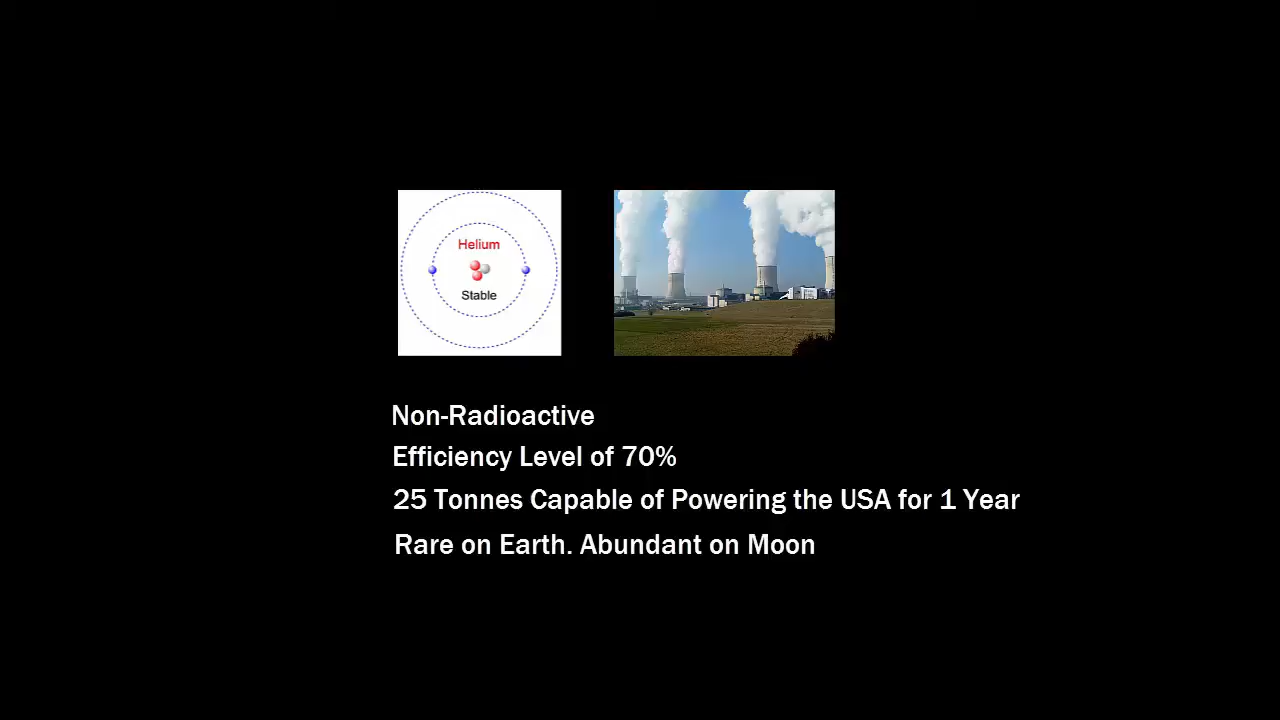 Helium
Stable
Non-Radioactive
Efficiency Level of 70%
25 Tonnes Capable of Powering the USA for 1 Year
Rare on Earth. Abundant on Moon